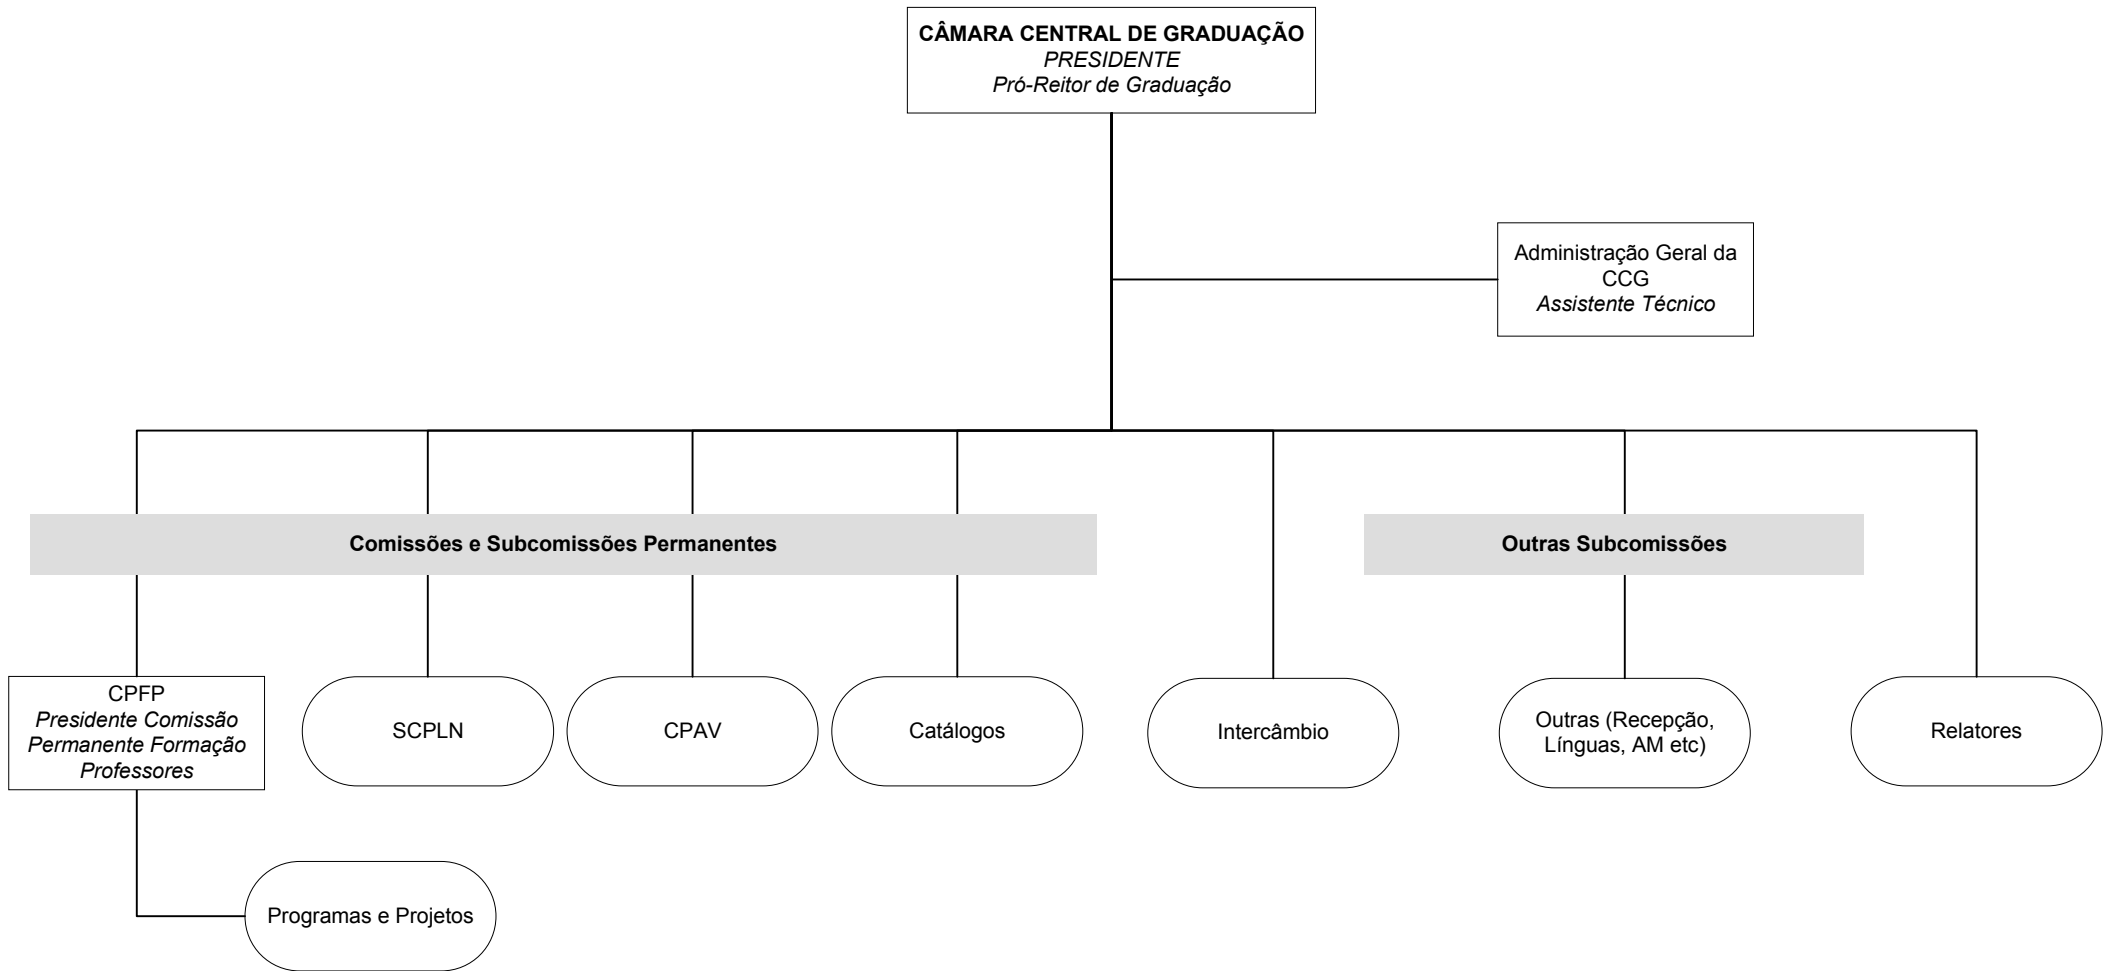 CÂMARA CENTRAL DE GRADUAÇÃO
PRESIDENTE
Pró-Reitor de Graduação
Administração Geral da
CCG
Assistente Técnico
Comissões e Subcomissões Permanentes
Outras Subcomissões
CPFP
Presidente Comissão
Permanente Formação
Professores
SCPLN
CPAV
Catálogos
Intercâmbio
Outras (Recepção,
Línguas, AM etc)
Relatores
Programas e Projetos